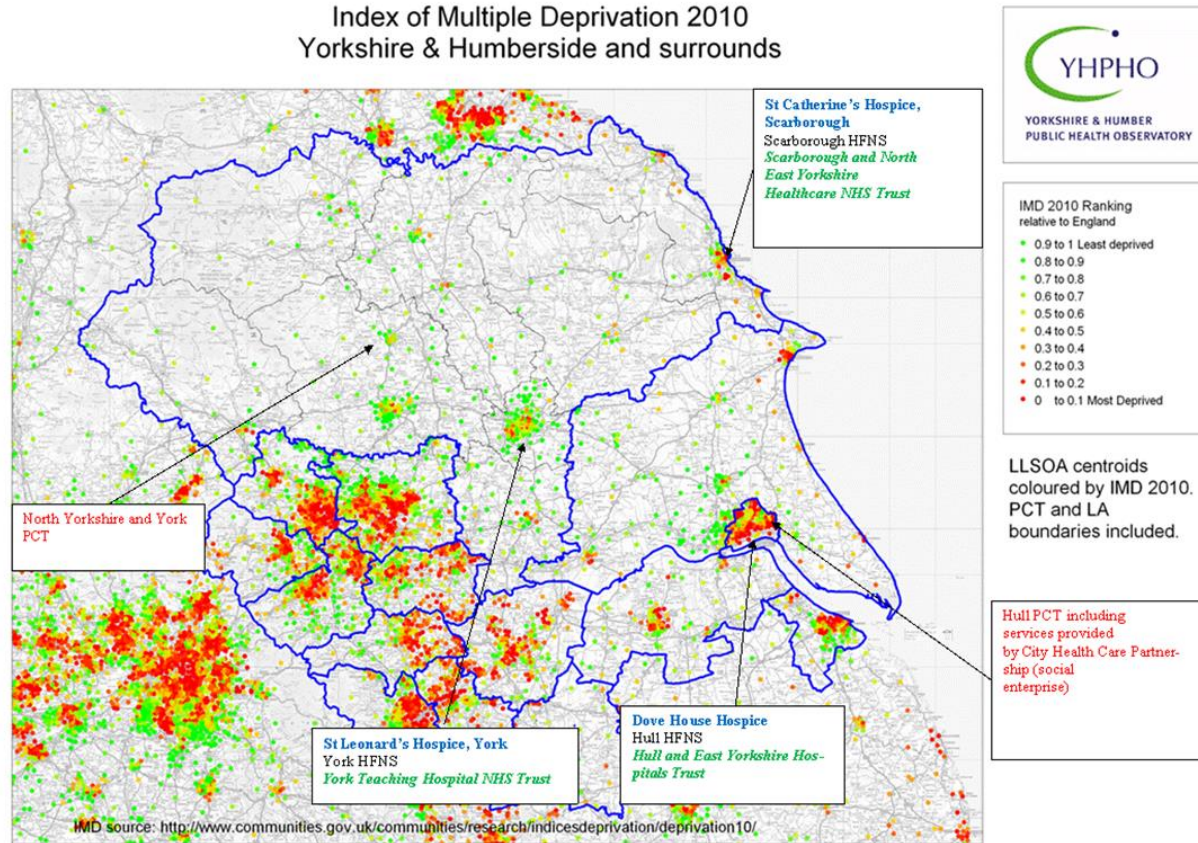 Index of Multiple Deprivation 2010
Yorkshire & Humberside and surrounds
YHPHO
YORKSHIRE & HUMBER
PUBLIC HEALTH OBSERVATORY
St Catherine's Hospice,
Scarborough
Scarborough HFNS
Scarborough and North
East Yorkshire
Healthcare NHS Trust
IMD 2010 Ranking
relative to England
0.9 to 1 Least deprived
0.8 to 0.9
0.7 to 0.8
0.6 to 0.7
0.5 to 0.6
0.4 to 0.5
0.3 to 0.4
0.2 to 0.3
0.1 to 0.2
0 to 0.1 Most Deprived
LLSOA centroids
coloured by IMD 2010.
PCT and LA
boundaries included.
North Yorkshire and York
PCT
Hull PCT including
services provided
by City Health Care Partner-
ship (social
enterprise)
St Leonard's Hospice, York
York HFNS
York Teaching Hospital NHS Trust
Dove House Hospice
Hull HFNS
Hull and East Yorkshire Hos-
pitals Trust
IMD source: http://www.communities.gov.uk/communities/research/indicesdeprivation/deprivation10/